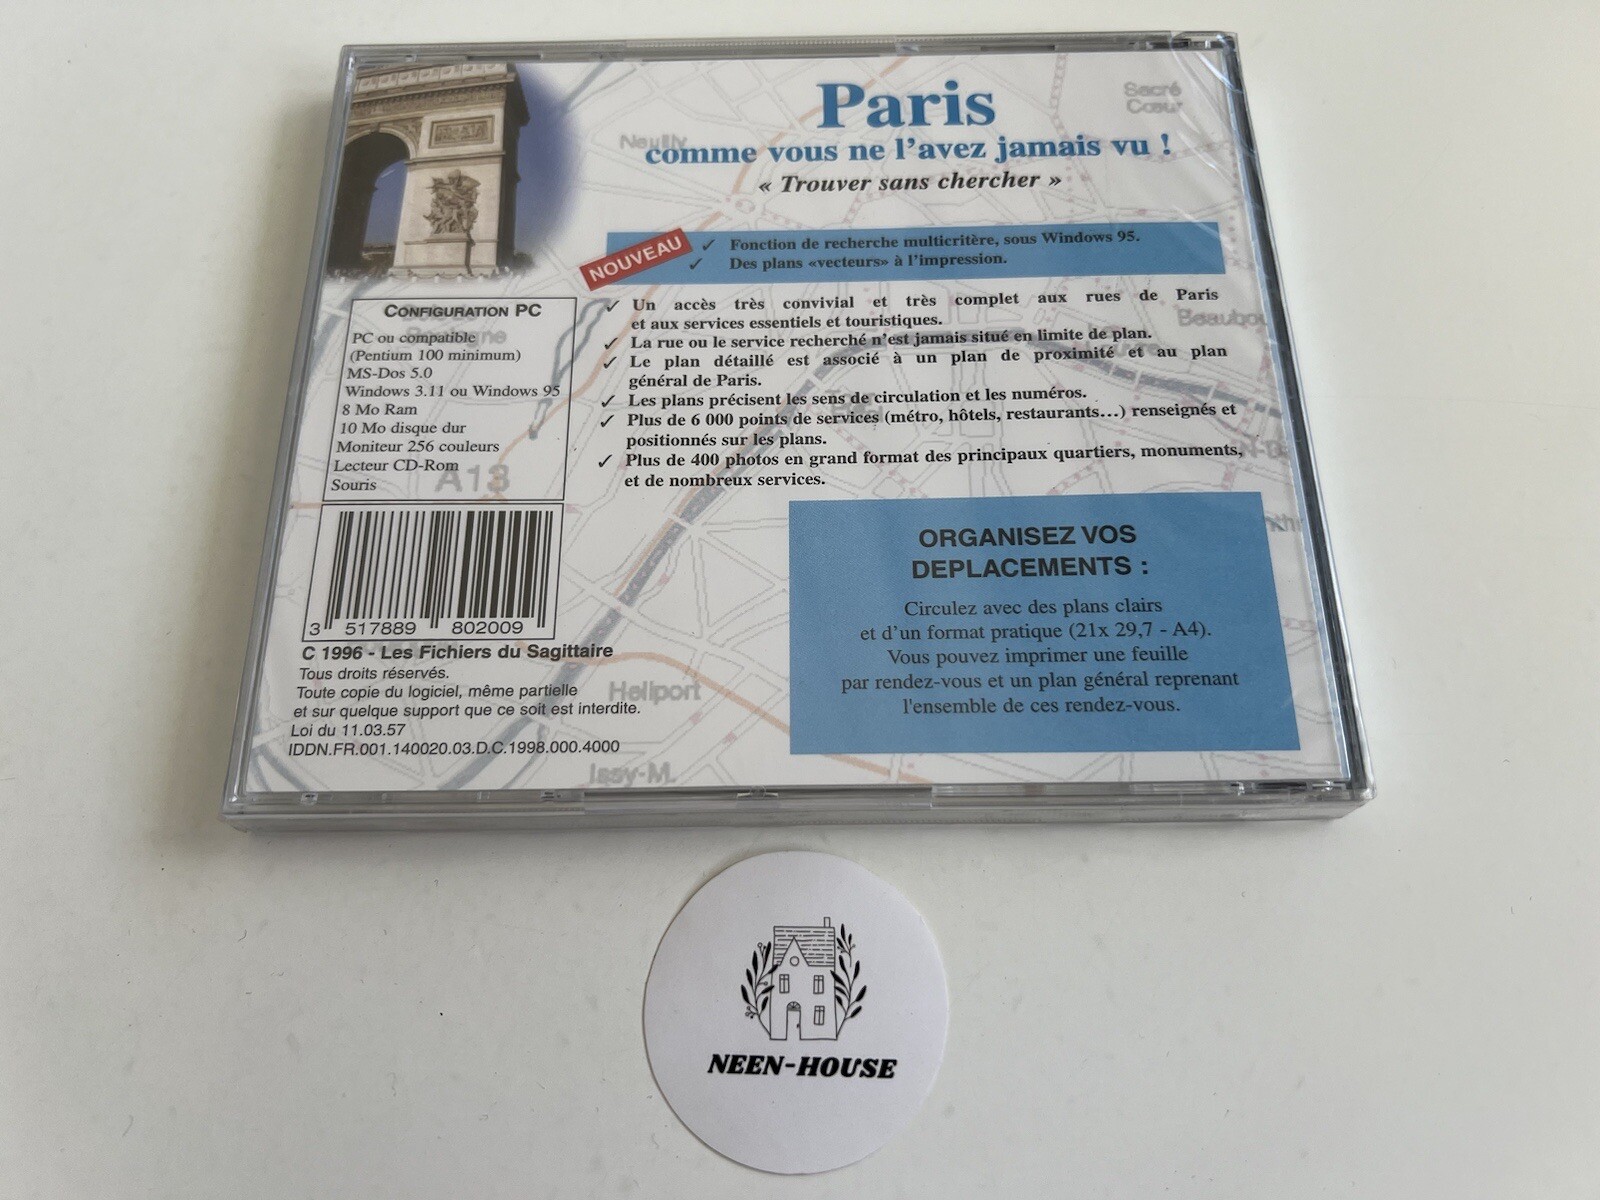 Paris
comme vous ne l'avez jamais vu !
« Trouver sans chercher »
NOUVEAU
✓ Fonction de recherche multicritère, sous Windows 95.
✓ Des plans «vecteurs» à l'impression.
✓ Un accès très convivial et très complet aux rues de Paris
et aux services essentiels et touristiques.
✓ La rue ou le service recherché n'est jamais situé en limite de plan.
✓ Le plan détaillé est associé à un plan de proximité et au plan
général de Paris.
✓ Les plans précisent les sens de circulation et les numéros.
✓ Plus de 6 000 points de services (métro, hôtels, restaurants...) renseignés et
positionnés sur les plans.
✓ Plus de 400 photos en grand format des principaux quartiers, monuments,
et de nombreux services.
CONFIGURATION PC
PC ou compatible
(Pentium 100 minimum)
MS-Dos 5.0
Windows 3.11 ou Windows 95
8 Mo Ram
10 Mo disque dur
Moniteur 256 couleurs
Lecteur CD-Rom
Souris
3 517889 802009
C 1996 - Les Fichiers du Sagittaire
Tous droits réservés.
Toute copie du logiciel, même partielle
et sur quelque support que ce soit est interdite.
Loi du 11.03.57
IDDN.FR.001.140020.03.D.C.1998.000.4000
ORGANISEZ VOS
DEPLACEMENTS :
Circulez avec des plans clairs
et d'un format pratique (21x 29,7 - A4).
Vous pouvez imprimer une feuille
par rendez-vous et un plan général reprenant
l'ensemble de ces rendez-vous.
Neuilly
Sacré
Cœur
A13
Heliport
Issy-M.
NEEN-HOUSE